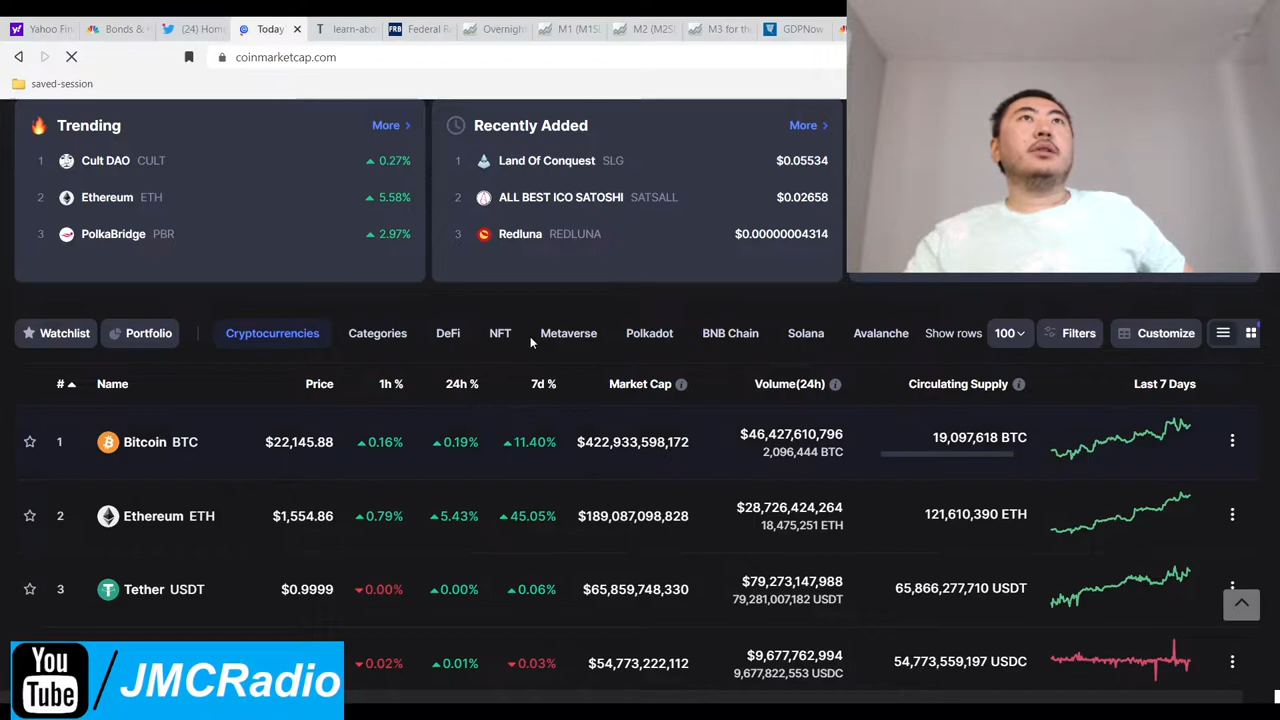 Yahoo Fin
Bonds &
(24) Hom
Today
learn-abo
Federal R
Overnigh
M1 (M1SL
M2 (M2S
M3 for th
GDPNow
coinmarketcap.com
saved-session
Trending
More >
1 Cult DAO CULT 0.27%
2 Ethereum ETH 5.58%
3 PolkaBridge PBR 2.97%
Recently Added
More >
1 Land Of Conquest SLG $0.05534
2 ALL BEST ICO SATOSHI SATSALL $0.02658
3 Redluna REDLUNA $0.00000004314
Watchlist Portfolio Cryptocurrencies Categories DeFi NFT Metaverse Polkadot BNB Chain Solana Avalanche Show rows 100 Filters Customize
# Name Price 1h % 24h % 7d % Market Cap Volume(24h) Circulating Supply Last 7 Days
1 Bitcoin BTC $22,145.88 0.16% 0.19% 11.40% $422,933,598,172 $46,427,610,796 19,097,618 BTC
2,096,444 BTC
2 Ethereum ETH $1,554.86 0.79% 5.43% 45.05% $189,087,098,828 $28,726,424,264 121,610,390 ETH
18,475,251 ETH
3 Tether USDT $0.9999 0.00% 0.00% 0.06% $65,859,748,330 $79,273,147,988 65,866,277,710 USDT
79,281,007,182 USDT
0.02% 0.01% 0.03% $54,773,222,112 $9,677,762,994 54,773,559,197 USDC
9,677,822,553 USDC
You
Tube
/JMCRadio